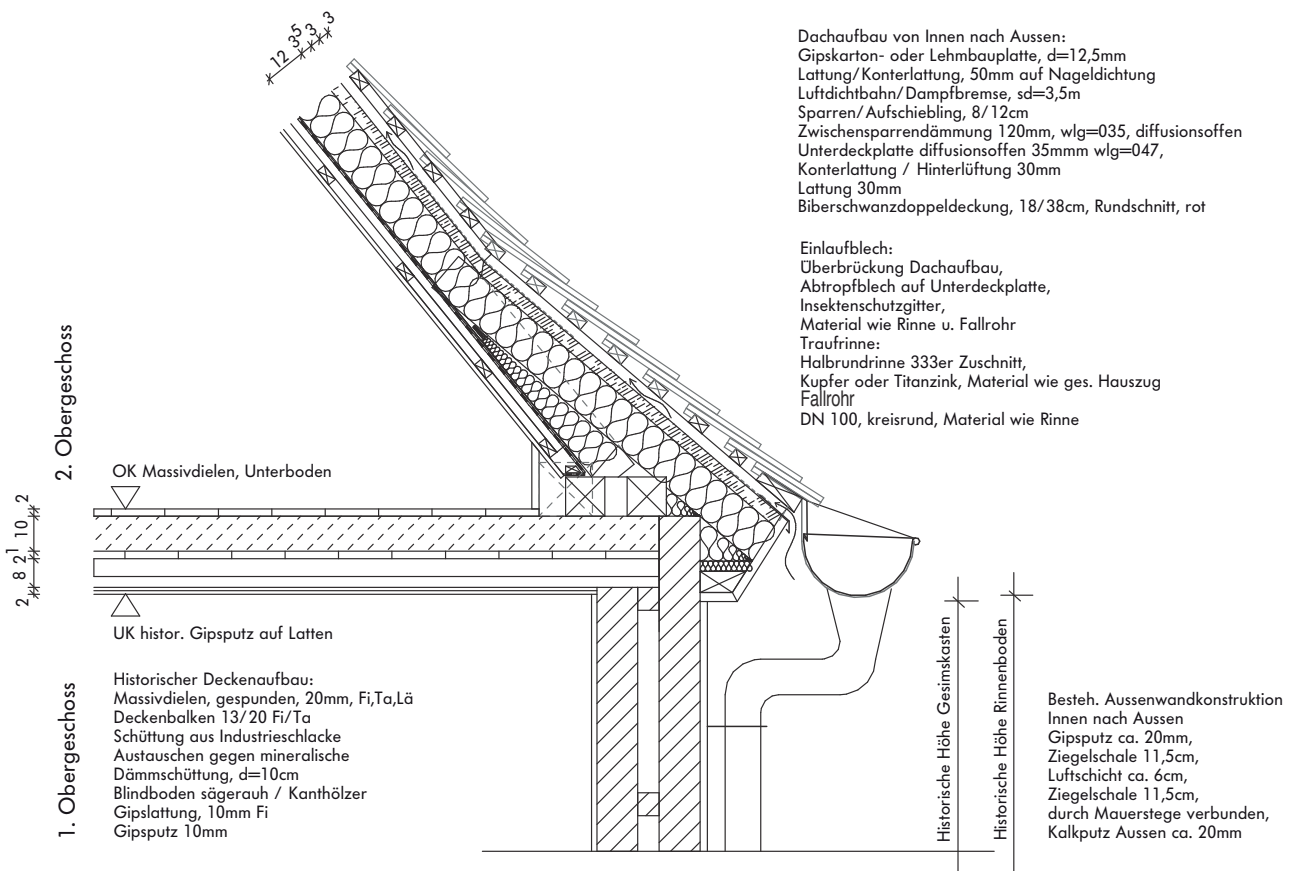 12 3⁵ 3 3
Dachaufbau von Innen nach Aussen:
Gipskarton- oder Lehmbauplatte, d=12,5mm
Lattung/Konterlattung, 50mm auf Nageldichtung
Luftdichtbahn/Dampfbremse, sd=3,5m
Sparren/Aufschiebling, 8/12cm
Zwischensparrendämmung 120mm, wlg=035, diffusionsoffen
Unterdeckplatte diffusionsoffen 35mmm wlg=047,
Konterlattung / Hinterlüftung 30mm
Lattung 30mm
Biberschwanzdoppeldeckung, 18/38cm, Rundschnitt, rot
Einlaufblech:
Überbrückung Dachaufbau,
Abtropfblech auf Unterdeckplatte,
Insektenschutzgitter,
Material wie Rinne u. Fallrohr
Traufrinne:
Halbrundrinne 333er Zuschnitt,
Kupfer oder Titanzink, Material wie ges. Hauszug
Fallrohr
DN 100, kreisrund, Material wie Rinne
2. Obergeschoss
OK Massivdielen, Unterboden
2 8 2¹ 10 2
UK histor. Gipsputz auf Latten
1. Obergeschoss
Historischer Deckenaufbau:
Massivdielen, gespunden, 20mm, Fi,Ta,Lä
Deckenbalken 13/20 Fi/Ta
Schüttung aus Industrieschlacke
Austauschen gegen mineralische
Dämmschüttung, d=10cm
Blindboden sägerauh / Kanthölzer
Gipslattung, 10mm Fi
Gipsputz 10mm
Historische Höhe Gesimskasten
Historische Höhe Rinnenboden
Besteh. Aussenwandkonstruktion
Innen nach Aussen
Gipsputz ca. 20mm,
Ziegelschale 11,5cm,
Luftschicht ca. 6cm,
Ziegelschale 11,5cm,
durch Mauerstege verbunden,
Kalkputz Aussen ca. 20mm